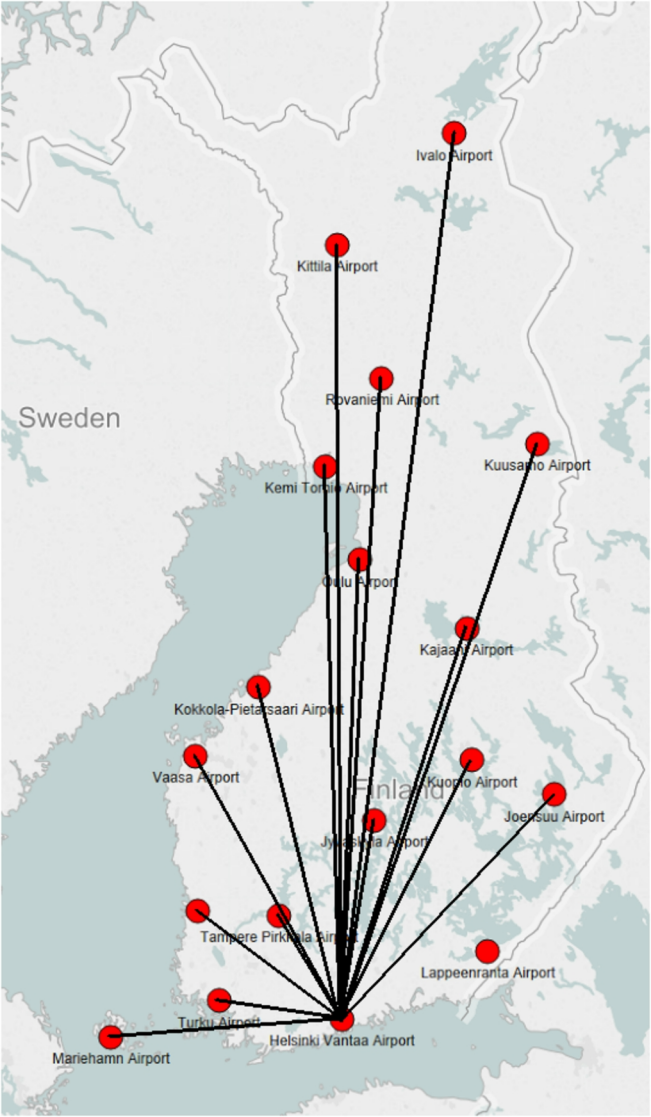 Ivalo Airport
Kittila Airport
Rovaniemi Airport
Sweden
Kuusamo Airport
Kemi Tornio Airport
Oulu Airport
Kajaani Airport
Kokkola-Pietarsaari Airport
Vaasa Airport
Kuopio Airport
Finland
Joensuu Airport
Jyvaskyla Airport
Tampere Pirkkala Airport
Lappeenranta Airport
Turku Airport
Helsinki Vantaa Airport
Mariehamn Airport